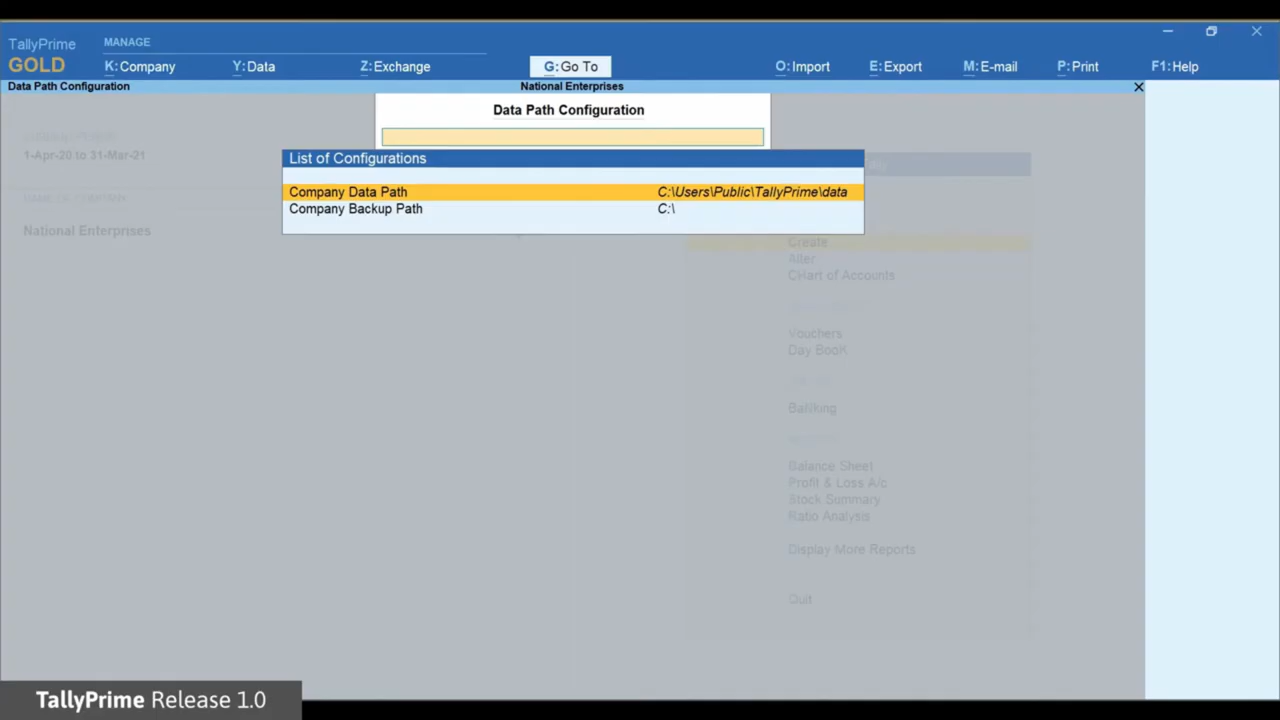 TallyPrime
GOLD
MANAGE
K:Company
Y:Data
Z:Exchange
G:Go To
O:Import
E:Export
M:E-mail
P:Print
F1:Help
Data Path Configuration
National Enterprises
Data Path Configuration
List of Configurations
Company Data Path C:\Users\Public\TallyPrime\data
Company Backup Path C:\
1-Apr-20 to 31-Mar-21
NAME OF COMPANY
National Enterprises
Create
Alter
CHart of Accounts
Vouchers
Day BooK
BaNking
Balance Sheet
Profit & Loss A/c
Stock Summary
Ratio Analysis
Display More Reports
Quit
TallyPrime Release 1.0